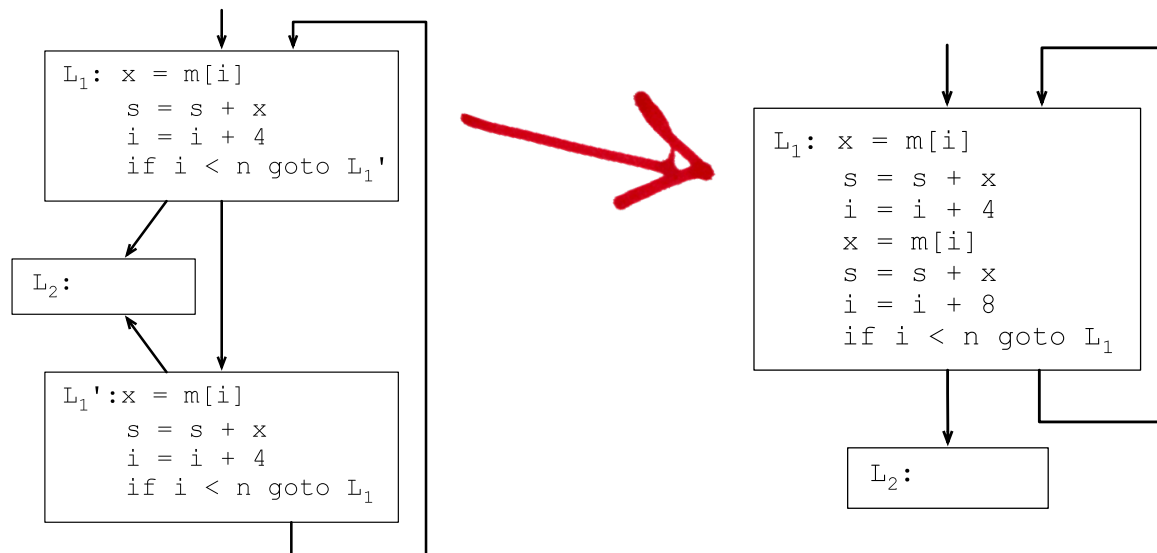 L₁: x = m[i]
s = s + x
i = i + 4
if i < n goto L₁'
L₂:
L₁':x = m[i]
s = s + x
i = i + 4
if i < n goto L₁
L₁: x = m[i]
s = s + x
i = i + 4
x = m[i]
s = s + x
i = i + 8
if i < n goto L₁
L₂: